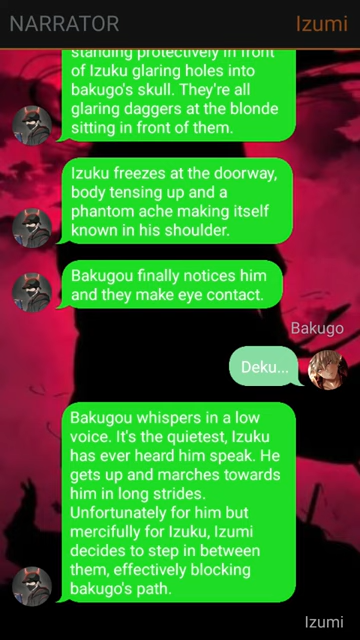 NARRATOR
Izumi
standing protectively in front
of Izuku glaring holes into
bakugo's skull. They're all
glaring daggers at the blonde
sitting in front of them.
Izuku freezes at the doorway,
body tensing up and a
phantom ache making itself
known in his shoulder.
Bakugou finally notices him
and they make eye contact.
Bakugo
Deku...
Bakugou whispers in a low
voice. It's the quietest, Izuku
has ever heard him speak. He
gets up and marches towards
him in long strides.
Unfortunately for him but
mercifully for Izuku, Izumi
decides to step in between
them, effectively blocking
bakugo's path.
Izumi